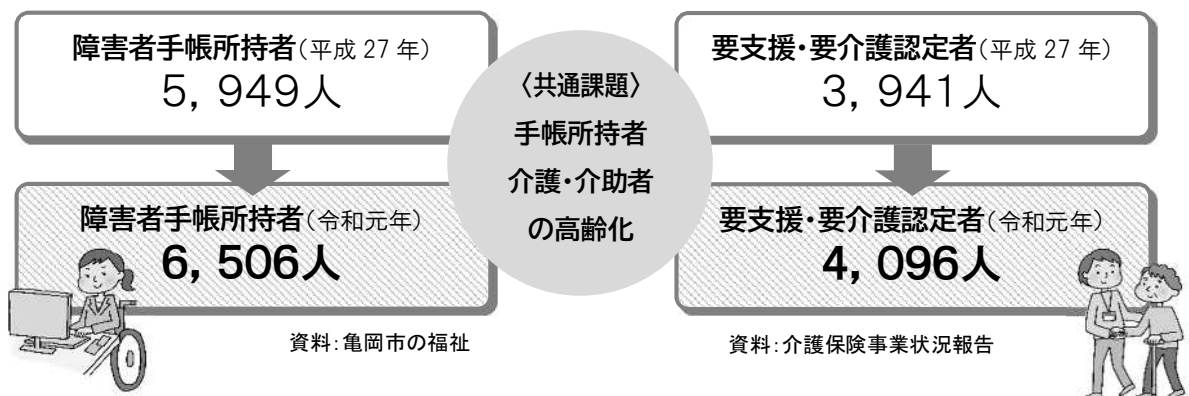 障害者手帳所持者（平成 27 年）
5, 949人
障害者手帳所持者（令和元年）
6, 506人
資料：亀岡市の福祉
〈共通課題〉
手帳所持者
介護・介助者
の高齢化
要支援・要介護認定者（平成 27 年）
3, 941人
要支援・要介護認定者（令和元年）
4, 096人
資料：介護保険事業状況報告